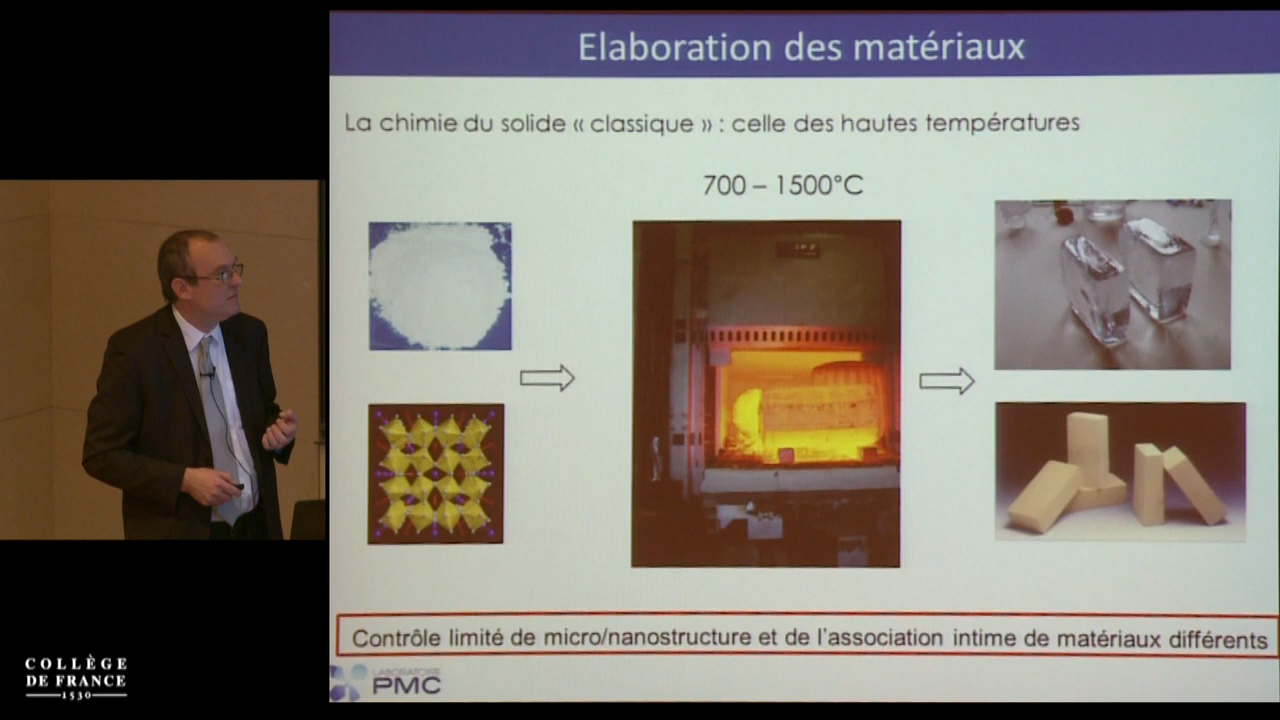 Elaboration des matériaux
La chimie du solide « classique » : celle des hautes températures
700 – 1500°C
Contrôle limité de micro/nanostructure et de l'association intime de matériaux différents
LABORATOIRE
PMC
COLLÈGE
DE FRANCE
1530